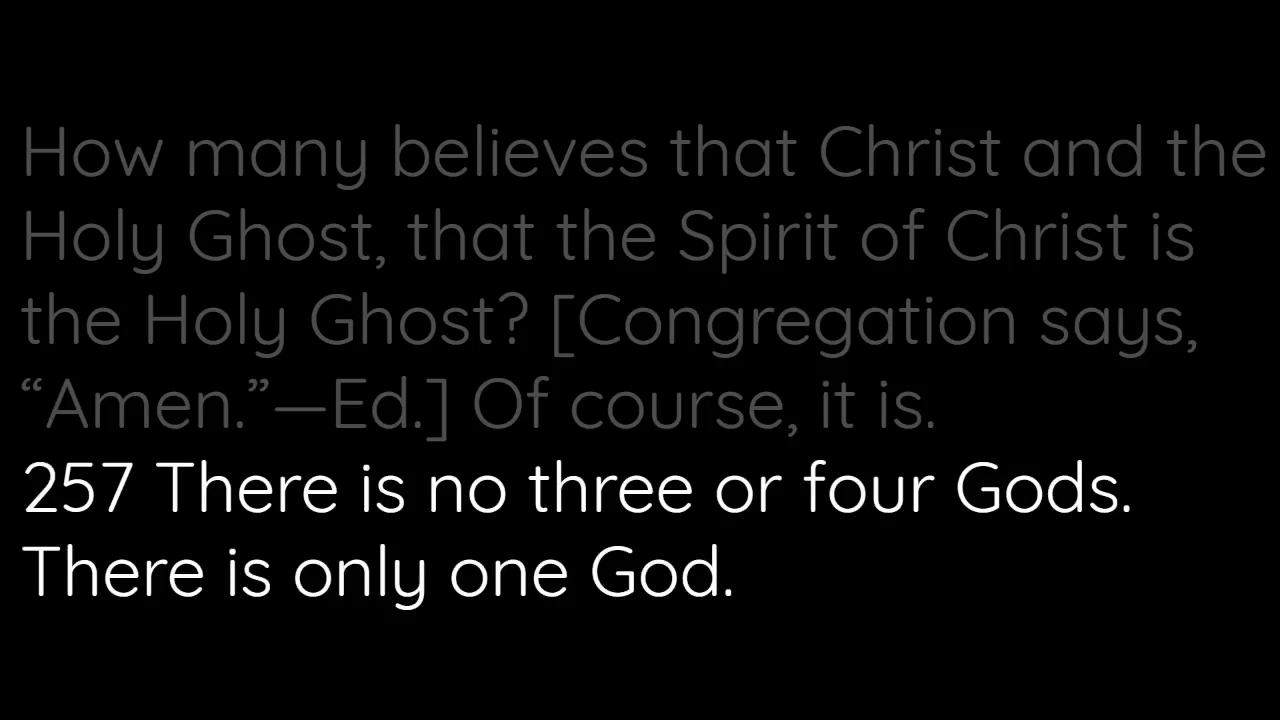 How many believes that Christ and the
Holy Ghost, that the Spirit of Christ is
the Holy Ghost? [Congregation says,
“Amen.”—Ed.] Of course, it is.
257 There is no three or four Gods.
There is only one God.